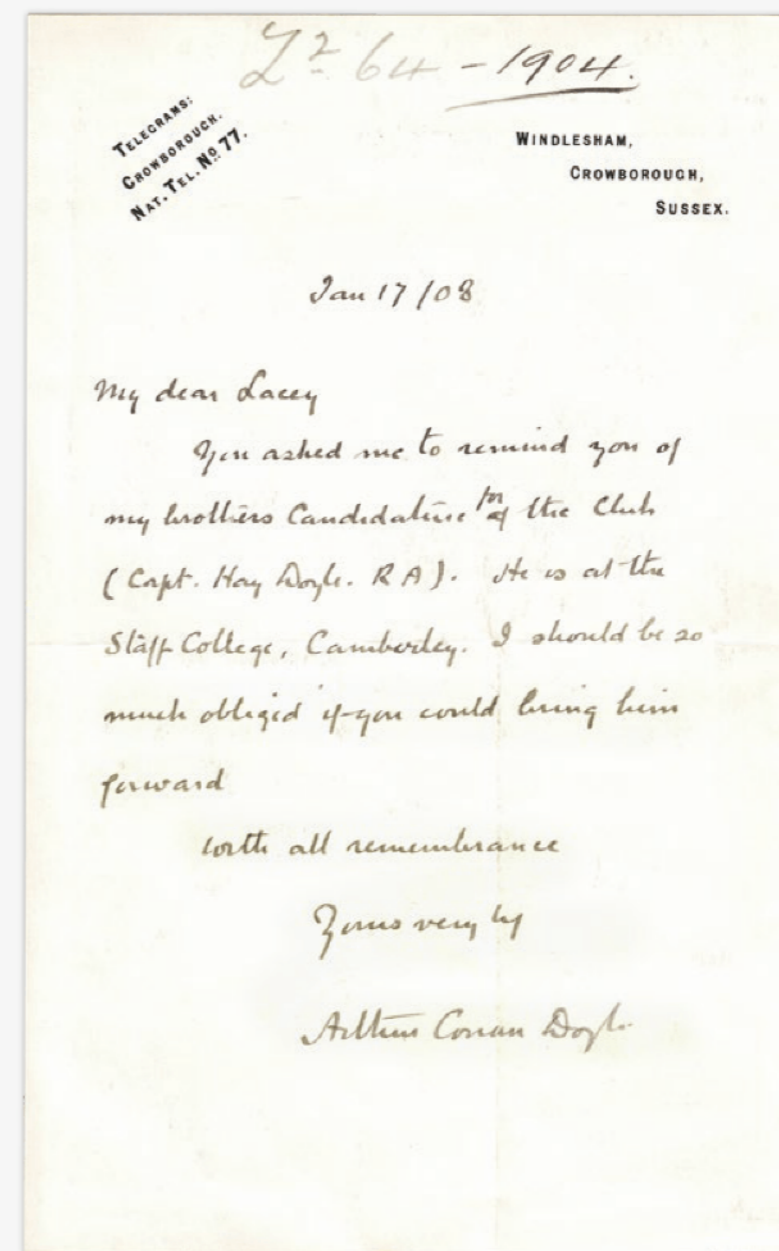 64 - 1904.
TELEGRAMS:
CROWBOROUGH.
NAT. TEL. No. 77.
WINDLESHAM,
CROWBOROUGH,
SUSSEX.
Jan 17/08
My dear Lacey
You asked me to remind you of
my brothers Candidature for the Club
(Capt. Hay Doyle. R A). He is at the
Staff College, Camberley. I should be so
much obliged if you could bring him
forward
with all remembrance
Yours very
Arthur Conan Doyle